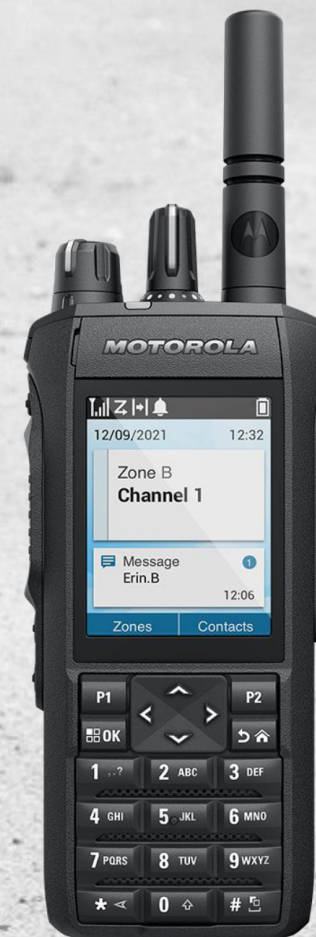 MOTOROLA
12/09/2021 12:32
Zone B
Channel 1
Message 1
Erin.B
12:06
Zones Contacts
P1 P2
OK
1 .,? 2 ABC 3 DEF
4 GHI 5 JKL 6 MNO
7 PQRS 8 TUV 9 WXYZ
* 0 #